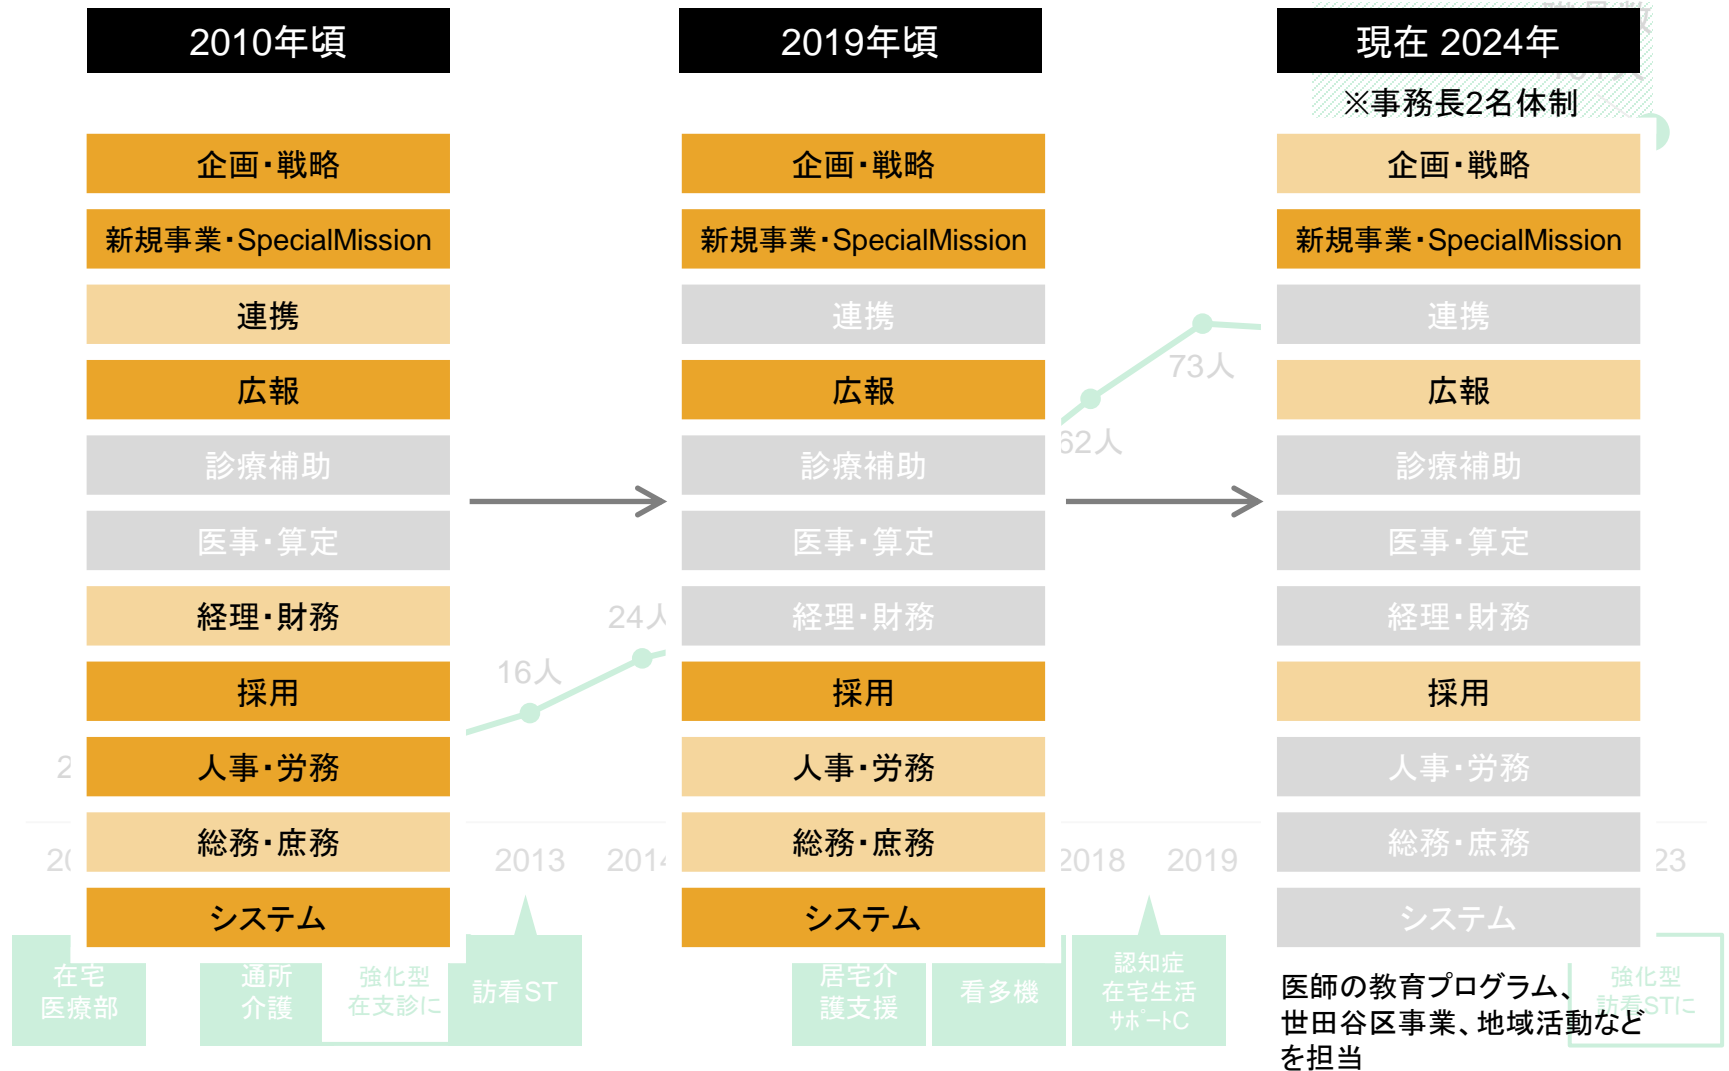 2010年頃
2019年頃
現在 2024年
※事務長2名体制
企画・戦略
新規事業・SpecialMission
連携
広報
診療補助
医事・算定
経理・財務
採用
人事・労務
総務・庶務
システム
企画・戦略
新規事業・SpecialMission
連携
広報
診療補助
医事・算定
経理・財務
採用
人事・労務
総務・庶務
システム
企画・戦略
新規事業・SpecialMission
連携
広報
診療補助
医事・算定
経理・財務
採用
人事・労務
総務・庶務
システム
医師の教育プログラム、
世田谷区事業、地域活動など
を担当
16人
24人
62人
73人
2013
2014
2018
2019
23
在宅
医療部
通所
介護
強化型
在支診に
訪看ST
居宅介
護支援
看多機
認知症
在宅生活
サポートC
強化型
訪看STに